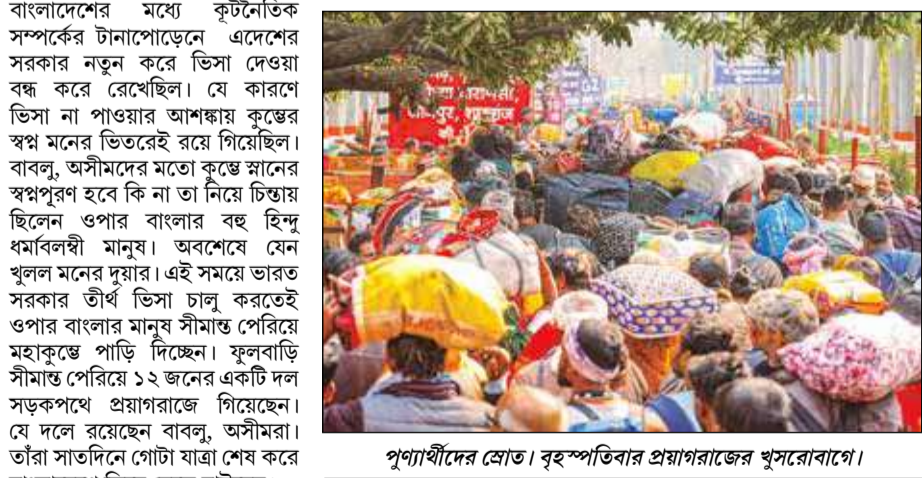 বাংলাদেশের মধ্যে কূটনৈতিক
সম্পর্কের টানাপোড়েনে এদেশের
সরকার নতুন করে ভিসা দেওয়া
বন্ধ করে রেখেছিল। যে কারণে
ভিসা না পাওয়ার আশঙ্কায় কুম্ভের
স্বপ্ন মনের ভিতরেই রয়ে গিয়েছিল।
বাবলু, অসীমদের মতো কুম্ভে স্নানের
স্বপ্নপূরণ হবে কি না তা নিয়ে চিন্তায়
ছিলেন ওপার বাংলার বহু হিন্দু
ধর্মাবলম্বী মানুষ। অবশেষে যেন
খুলল মনের দুয়ার। এই সময়ে ভারত
সরকার তীর্থ ভিসা চালু করতেই
ওপার বাংলার মানুষ সীমান্ত পেরিয়ে
মহাকুম্ভে পাড়ি দিচ্ছেন। ফুলবাড়ি
সীমান্ত পেরিয়ে ১২ জনের একটি দল
সড়কপথে প্রয়াগরাজে গিয়েছেন।
যে দলে রয়েছেন বাবলু, অসীমরা।
তাঁরা সাতদিনে গোটা যাত্রা শেষ করে
পুণ্যার্থীদের স্রোত। বৃহস্পতিবার প্রয়াগরাজের খুসরোবাগে।